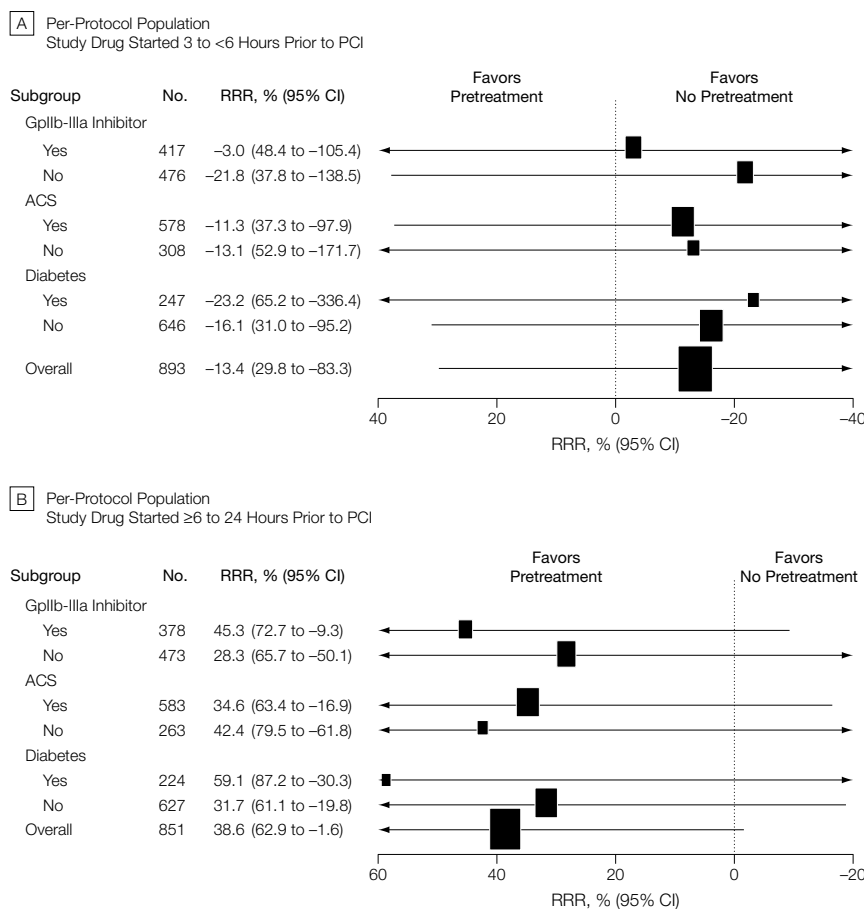 A Per-Protocol Population
Study Drug Started 3 to <6 Hours Prior to PCI
Favors Pretreatment
Favors No Pretreatment
Subgroup No. RRR, % (95% CI)
GpIIb-IIIa Inhibitor
Yes 417 –3.0 (48.4 to –105.4)
No 476 –21.8 (37.8 to –138.5)
ACS
Yes 578 –11.3 (37.3 to –97.9)
No 308 –13.1 (52.9 to –171.7)
Diabetes
Yes 247 –23.2 (65.2 to –336.4)
No 646 –16.1 (31.0 to –95.2)
Overall 893 –13.4 (29.8 to –83.3)
40 20 0 –20 –40
RRR, % (95% CI)
B Per-Protocol Population
Study Drug Started ≥6 to 24 Hours Prior to PCI
Favors Pretreatment
Favors No Pretreatment
Subgroup No. RRR, % (95% CI)
GpIIb-IIIa Inhibitor
Yes 378 45.3 (72.7 to –9.3)
No 473 28.3 (65.7 to –50.1)
ACS
Yes 583 34.6 (63.4 to –16.9)
No 263 42.4 (79.5 to –61.8)
Diabetes
Yes 224 59.1 (87.2 to –30.3)
No 627 31.7 (61.1 to –19.8)
Overall 851 38.6 (62.9 to –1.6)
60 40 20 0 –20
RRR, % (95% CI)